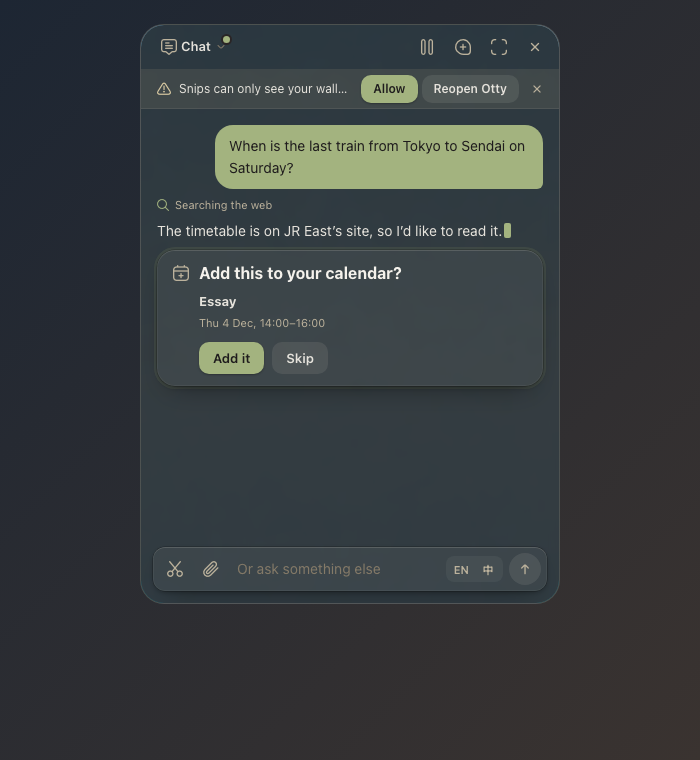 Chat
Snips can only see your wall...
Allow
Reopen Otty
When is the last train from Tokyo to Sendai on
Saturday?
Searching the web
The timetable is on JR East’s site, so I’d like to read it.
Add this to your calendar?
Essay
Thu 4 Dec, 14:00–16:00
Add it
Skip
Or ask something else
EN 中